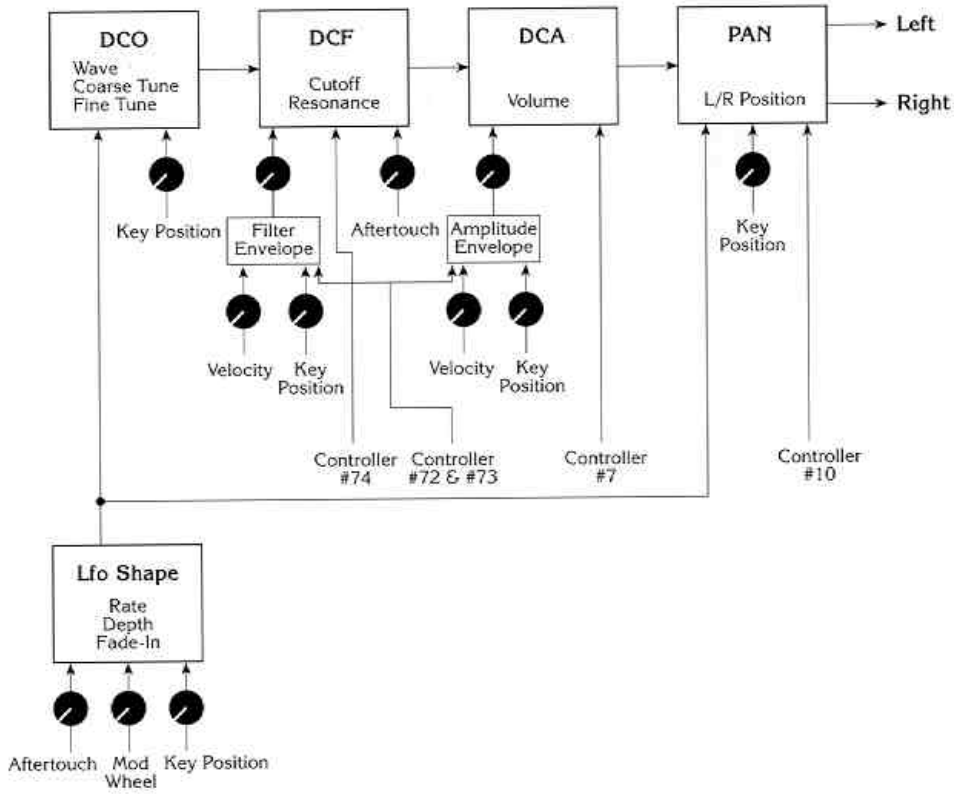 DCO
Wave
Coarse Tune
Fine Tune
DCF
Cutoff
Resonance
DCA
Volume
PAN
L/R Position
Left
Right
Key Position
Filter
Envelope
Aftertouch
Amplitude
Envelope
Key
Position
Velocity
Key
Position
Velocity
Key
Position
Controller
#74
Controller
#72 & #73
Controller
#7
Controller
#10
Lfo Shape
Rate
Depth
Fade-In
Aftertouch
Mod
Wheel
Key Position